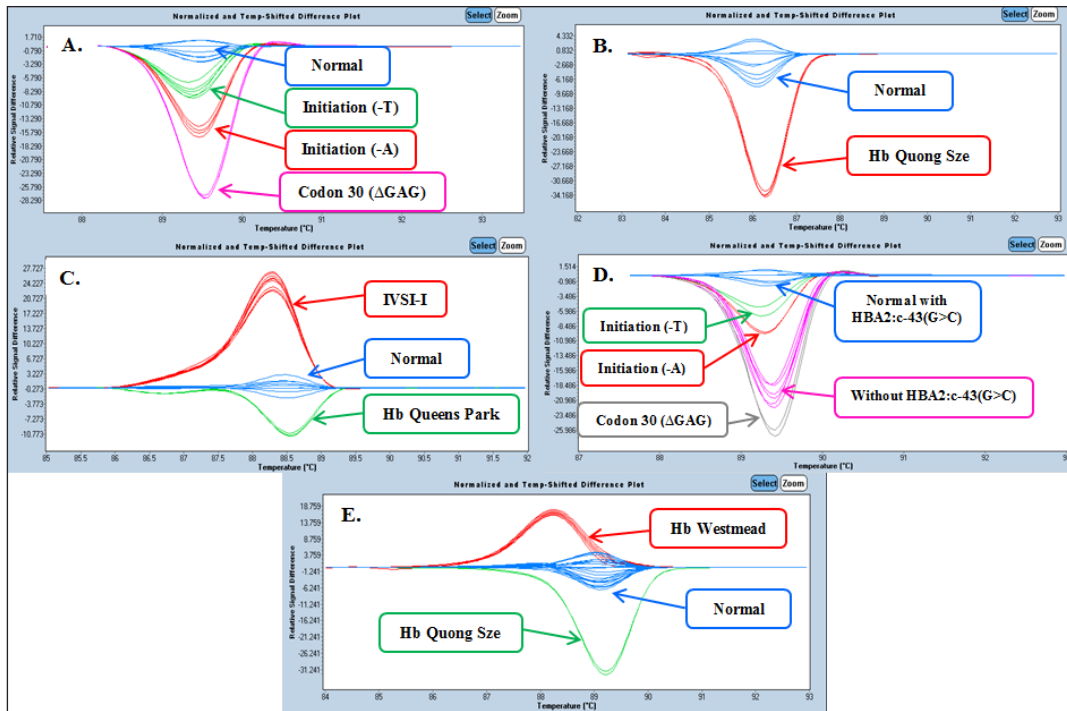 Normalized and Temp-Shifted Difference Plot
Select Zoom
A.
Relative Signal Difference
1.710
-0.790
-3.290
-5.790
-8.290
-10.790
-13.290
-15.790
-18.290
-20.790
-23.290
-25.790
-28.290
Normal
Initiation (-T)
Initiation (-A)
Codon 30 (ΔGAG)
88 89 90 91 92 93
Temperature (°C)
Normalized and Temp-Shifted Difference Plot
Select Zoom
B.
Relative Signal Difference
4.332
0.832
-2.668
-6.168
-9.168
-13.168
-16.668
-20.168
-23.668
-27.168
-30.668
-34.168
Normal
Hb Quong Sze
82 83 84 85 86 87 88 89 90 91 92 93
Temperature (°C)
Normalized and Temp-Shifted Difference Plot
Select Zoom
C.
Relative Signal Difference
27.727
24.227
20.727
17.227
13.727
10.227
6.727
3.227
-0.273
-3.773
-7.273
-10.773
IVSI-I
Normal
Hb Queens Park
85 85.5 86 86.5 87 87.5 88 88.5 89 89.5 90 90.5 91 91.5 92
Temperature (°C)
Normalized and Temp-Shifted Difference Plot
Select Zoom
D.
Relative Signal Difference
1.514
-0.986
-3.486
-5.986
-8.486
-10.986
-13.486
-15.986
-18.486
-20.986
-23.486
-25.986
Normal with
HBA2:c-43(G>C)
Initiation (-T)
Initiation (-A)
Without HBA2:c-43(G>C)
Codon 30 (ΔGAG)
87 88 89 90 91 92
Temperature (°C)
Normalized and Temp-Shifted Difference Plot
Select Zoom
E.
Relative Signal Difference
18.759
13.759
8.759
3.759
-1.241
-6.241
-11.241
-16.241
-21.241
-26.241
-31.241
Hb Westmead
Normal
Hb Quong Sze
84 85 86 87 88 89 90 91 92 93
Temperature (°C)